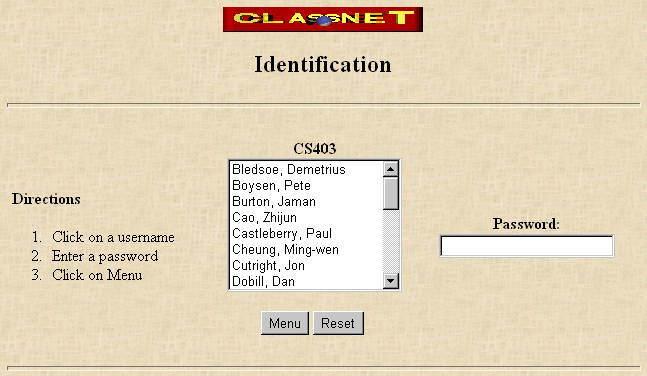 CLASSNET
Identification
CS403
Directions
1. Click on a username
2. Enter a password
3. Click on Menu
Bledsoe, Demetrius
Boysen, Pete
Burton, Jaman
Cao, Zhijun
Castleberry, Paul
Cheung, Ming-wen
Cutright, Jon
Dobill, Dan
Password:
Menu
Reset